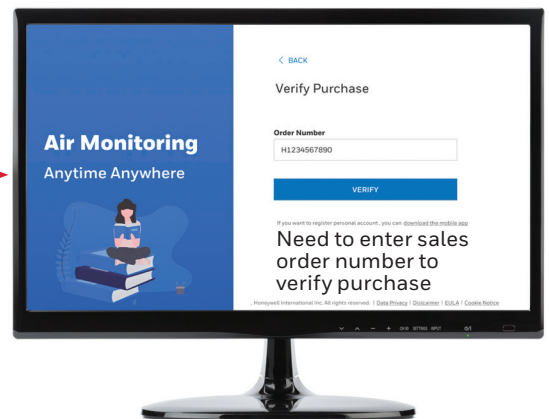 < BACK
Verify Purchase
Air Monitoring
Anytime Anywhere
Order Number
H1234567890
VERIFY
If you want to register personal account , you can download the mobile app
Need to enter sales
order number to
verify purchase
Honeywell International Inc. All rights reserved. | Data Privacy | Disclaimer | EULA | Cookie Notice